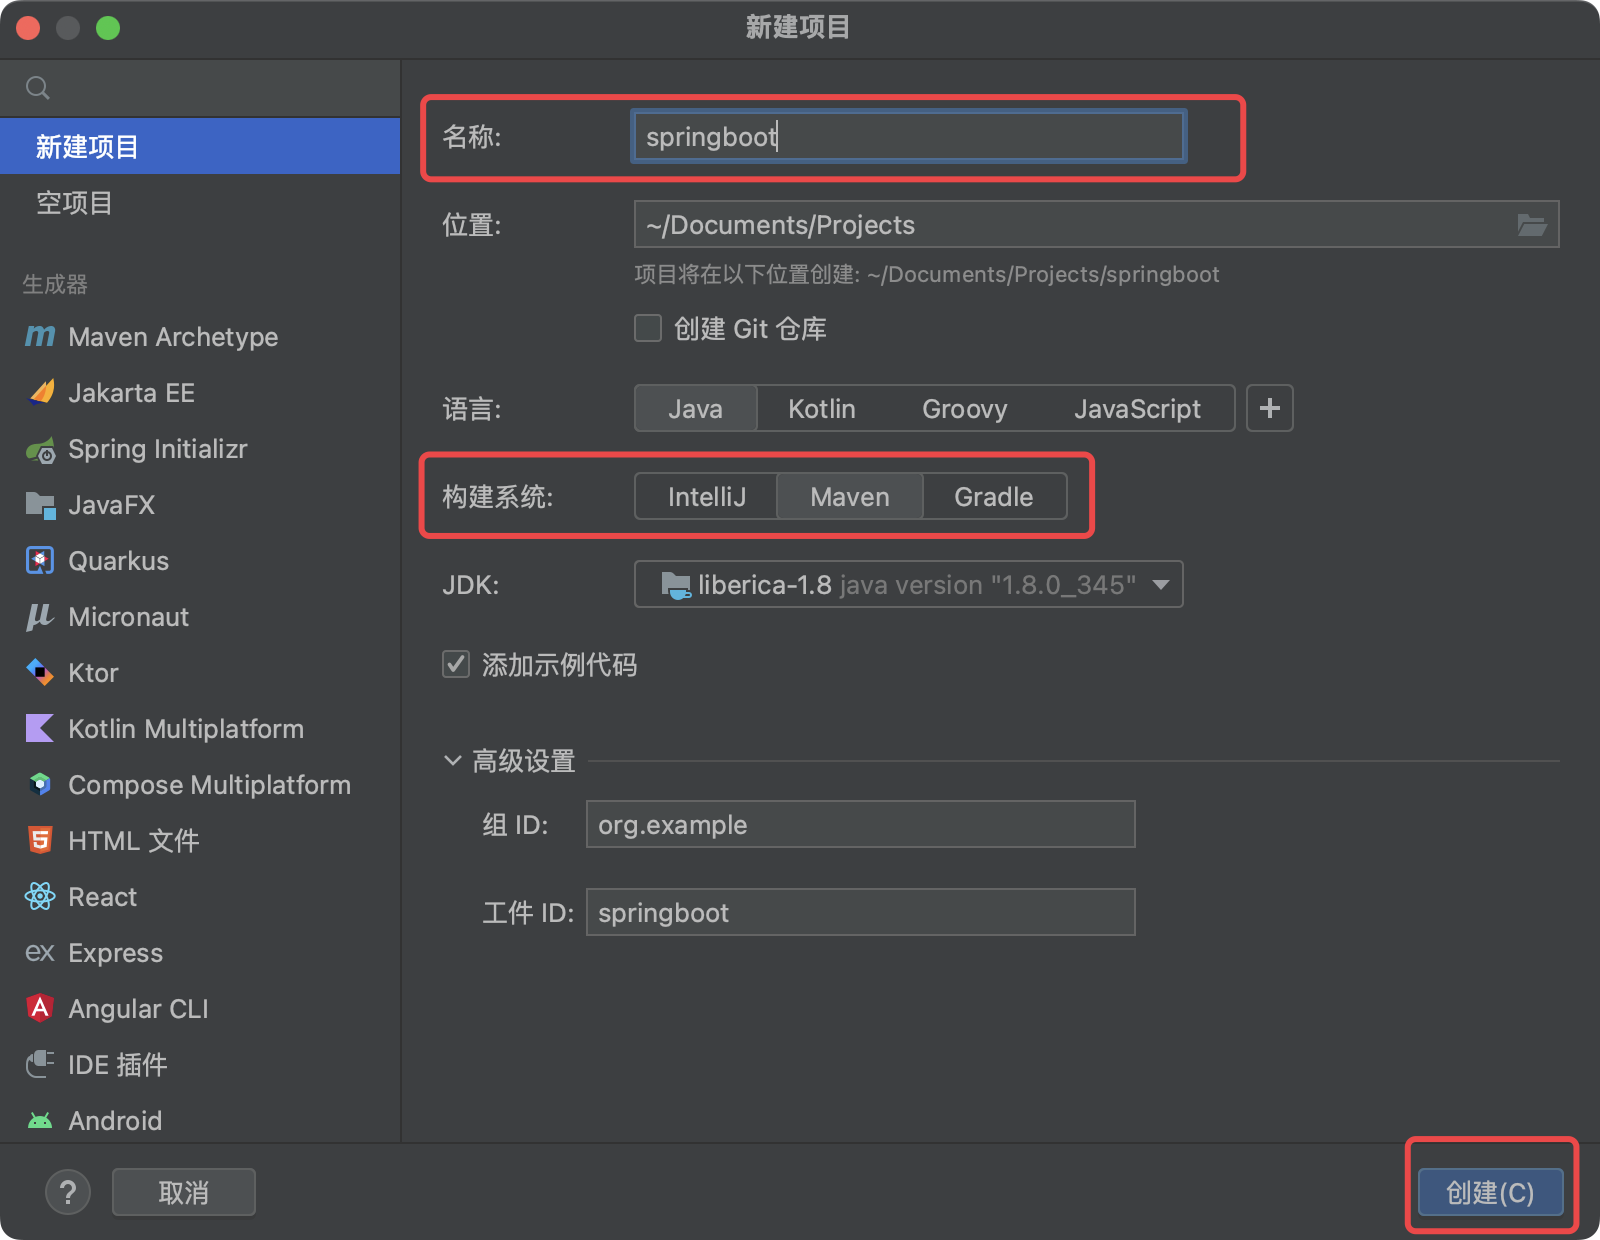 新建项目
新建项目
空项目
生成器
Maven Archetype
Jakarta EE
Spring Initializr
JavaFX
Quarkus
Micronaut
Ktor
Kotlin Multiplatform
Compose Multiplatform
HTML 文件
React
ex Express
Angular CLI
IDE 插件
Android
名称: springboot
位置: ~/Documents/Projects
项目将在以下位置创建: ~/Documents/Projects/springboot
创建 Git 仓库
语言: Java Kotlin Groovy JavaScript +
构建系统: IntelliJ Maven Gradle
JDK: liberica-1.8 java version "1.8.0_345"
添加示例代码
高级设置
组 ID: org.example
工件 ID: springboot
? 取消 创建(C)